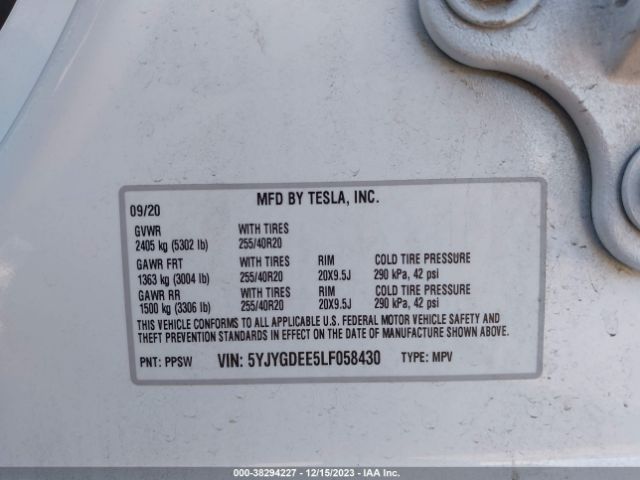 MFD BY TESLA, INC.
09/20
GVWR WITH TIRES
2405 kg (5302 lb) 255/40R20
GAWR FRT WITH TIRES RIM COLD TIRE PRESSURE
1363 kg (3004 lb) 255/40R20 20X9.5J 290 kPa, 42 psi
GAWR RR WITH TIRES RIM COLD TIRE PRESSURE
1500 kg (3306 lb) 255/40R20 20X9.5J 290 kPa, 42 psi
THIS VEHICLE CONFORMS TO ALL APPLICABLE U.S. FEDERAL MOTOR VEHICLE SAFETY AND
THEFT PREVENTION STANDARDS IN EFFECT ON THE DATE OF MANUFACTURE SHOWN ABOVE.
PNT: PPSW VIN: 5YJYGDEE5LF058430 TYPE: MPV
000-38294227 - 12/15/2023 - IAA Inc.